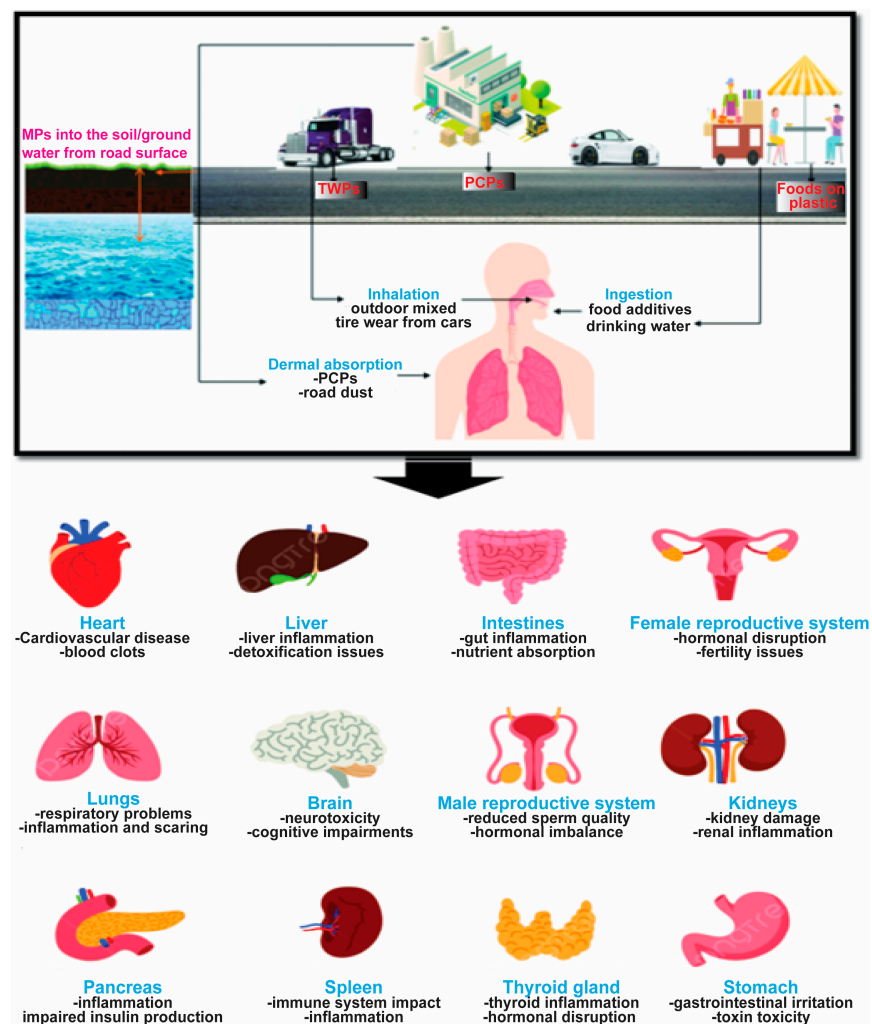 MPs into the soil/ground
water from road surface
TWPs
PCPs
Foods on
plastic
Inhalation
outdoor mixed
tire wear from cars
Ingestion
food additives
drinking water
Dermal absorption
-PCPs
-road dust
Heart
-Cardiovascular disease
-blood clots
Liver
-liver inflammation
-detoxification issues
Intestines
-gut inflammation
-nutrient absorption
Female reproductive system
-hormonal disruption
-fertility issues
Lungs
-respiratory problems
-inflammation and scaring
Brain
-neurotoxicity
-cognitive impairments
Male reproductive system
-reduced sperm quality
-hormonal imbalance
Kidneys
-kidney damage
-renal inflammation
Pancreas
-inflammation
impaired insulin production
Spleen
-immune system impact
-inflammation
Thyroid gland
-thyroid inflammation
-hormonal disruption
Stomach
-gastrointestinal irritation
-toxin toxicity